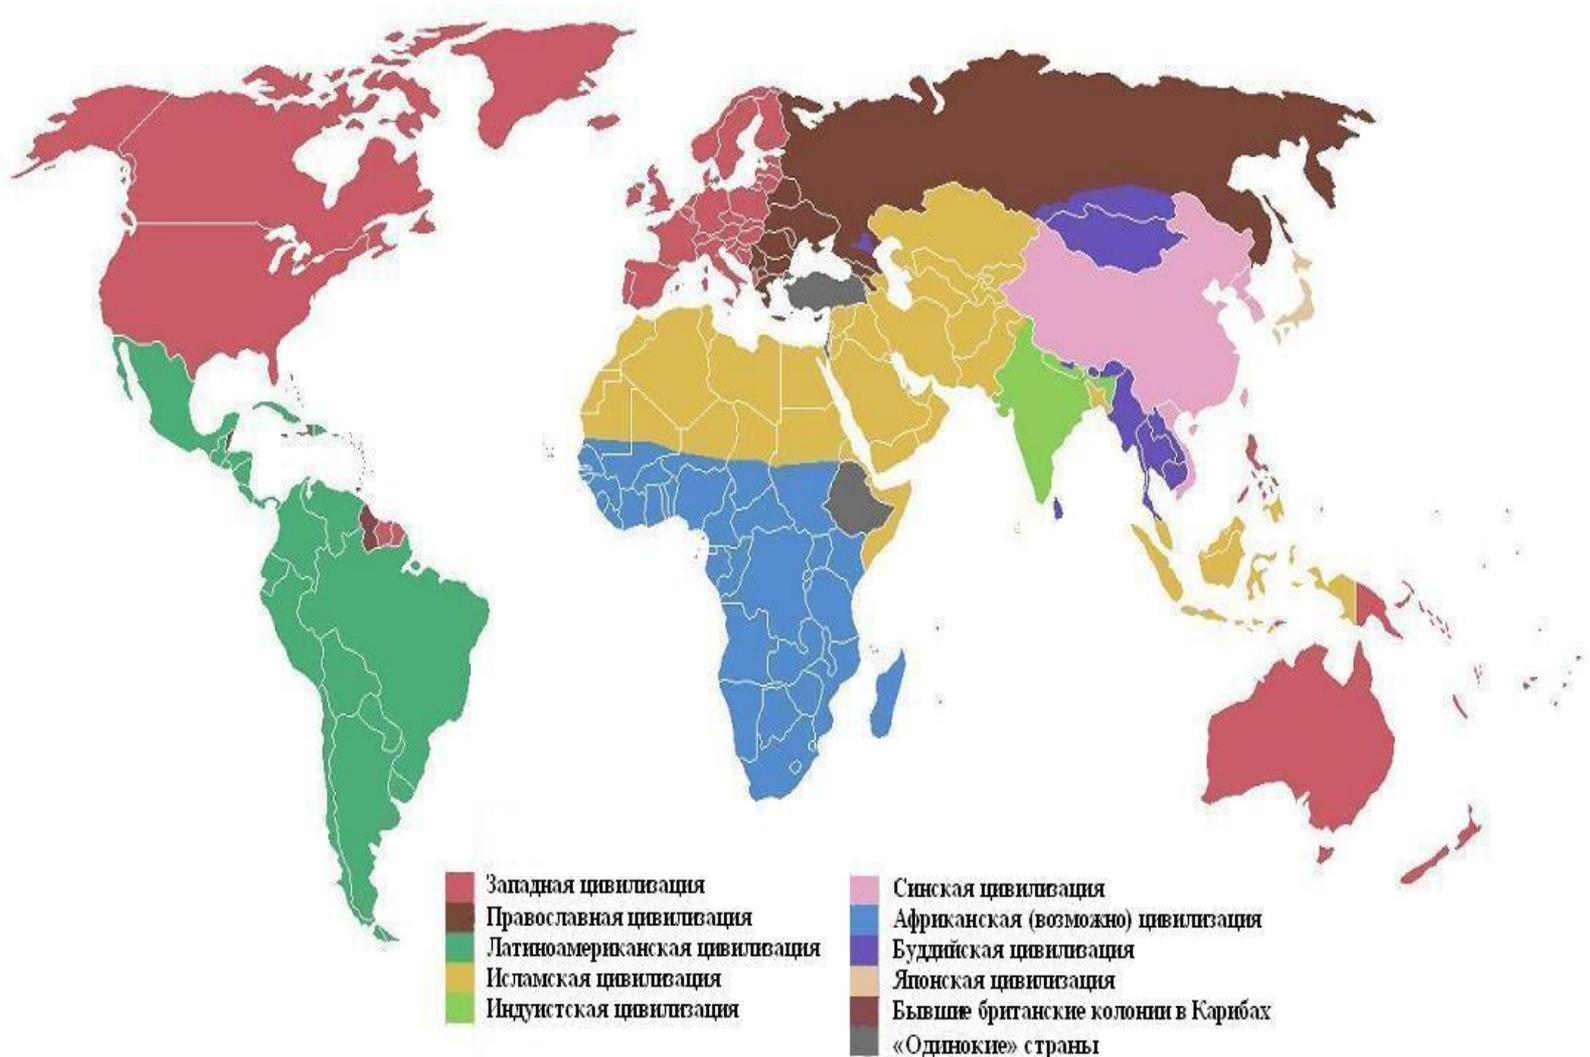 Западная цивилизация
Православная цивилизация
Латиноамериканская цивилизация
Исламская цивилизация
Индуистская цивилизация
Синская цивилизация
Африканская (возможно) цивилизация
Буддийская цивилизация
Японская цивилизация
Бывшие британские колонии в Карибах
«Одинокие» страны